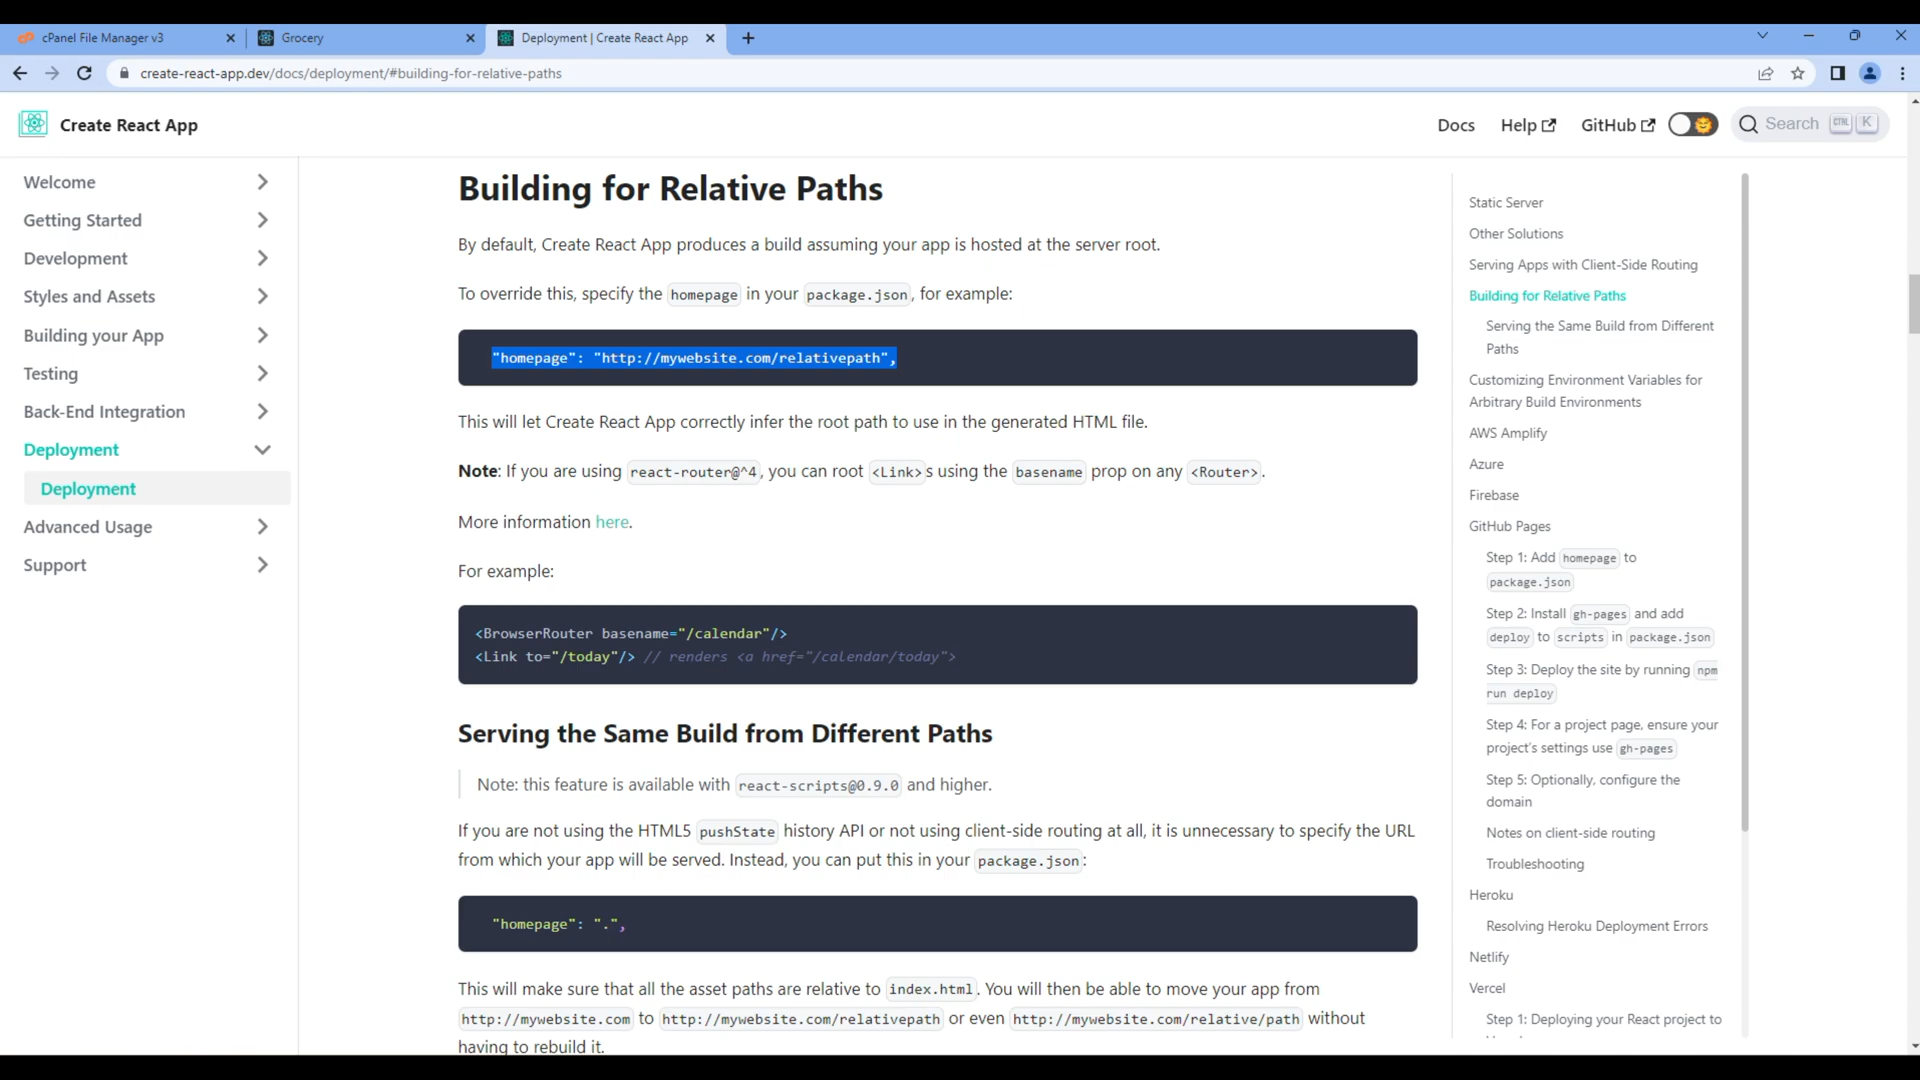 cPanel File Manager v3
Grocery
Deployment | Create React App
create-react-app.dev/docs/deployment/#building-for-relative-paths
Create React App
Docs
Help
GitHub
Search
CTRL K
Welcome
Getting Started
Development
Styles and Assets
Building your App
Testing
Back-End Integration
Deployment
Deployment
Advanced Usage
Support
Building for Relative Paths
By default, Create React App produces a build assuming your app is hosted at the server root.
To override this, specify the homepage in your package.json, for example:
"homepage": "http://mywebsite.com/relativepath",
This will let Create React App correctly infer the root path to use in the generated HTML file.
Note: If you are using react-router@^4, you can root <Link>s using the basename prop on any <Router>.
More information here.
For example:
<BrowserRouter basename="/calendar"/>
<Link to="/today"/> // renders <a href="/calendar/today">
Serving the Same Build from Different Paths
Note: this feature is available with react-scripts@0.9.0 and higher.
If you are not using the HTML5 pushState history API or not using client-side routing at all, it is unnecessary to specify the URL
from which your app will be served. Instead, you can put this in your package.json:
"homepage": ".",
This will make sure that all the asset paths are relative to index.html. You will then be able to move your app from
http://mywebsite.com to http://mywebsite.com/relativepath or even http://mywebsite.com/relative/path without
having to rebuild it.
Static Server
Other Solutions
Serving Apps with Client-Side Routing
Building for Relative Paths
Serving the Same Build from Different
Paths
Customizing Environment Variables for
Arbitrary Build Environments
AWS Amplify
Azure
Firebase
GitHub Pages
Step 1: Add homepage to
package.json
Step 2: Install gh-pages and add
deploy to scripts in package.json
Step 3: Deploy the site by running npm
run deploy
Step 4: For a project page, ensure your
project's settings use gh-pages
Step 5: Optionally, configure the
domain
Notes on client-side routing
Troubleshooting
Heroku
Resolving Heroku Deployment Errors
Netlify
Vercel
Step 1: Deploying your React project to